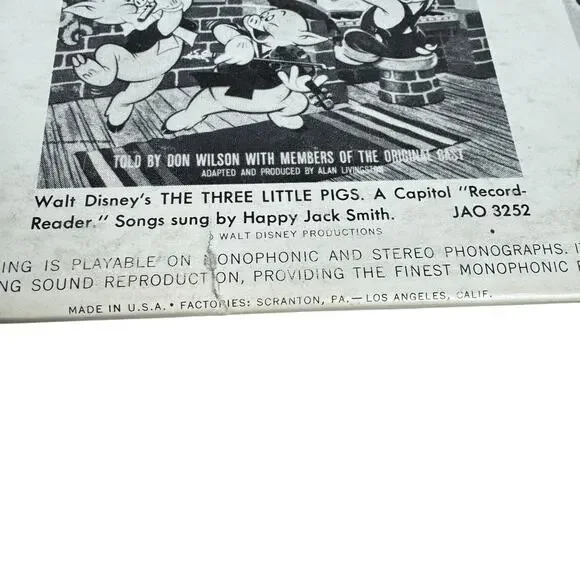 TOLD BY DON WILSON WITH MEMBERS OF THE ORIGINAL CAST
ADAPTED AND PRODUCED BY ALAN LIVINGSTON
Walt Disney's THE THREE LITTLE PIGS. A Capitol "Record-
Reader." Songs sung by Happy Jack Smith. JAO 3252
WALT DISNEY PRODUCTIONS
ING IS PLAYABLE ON MONOPHONIC AND STEREO PHONOGRAPHS. I
NG SOUND REPRODUCTION, PROVIDING THE FINEST MONOPHONIC
MADE IN U.S.A. • FACTORIES: SCRANTON, PA.—LOS ANGELES, CALIF.